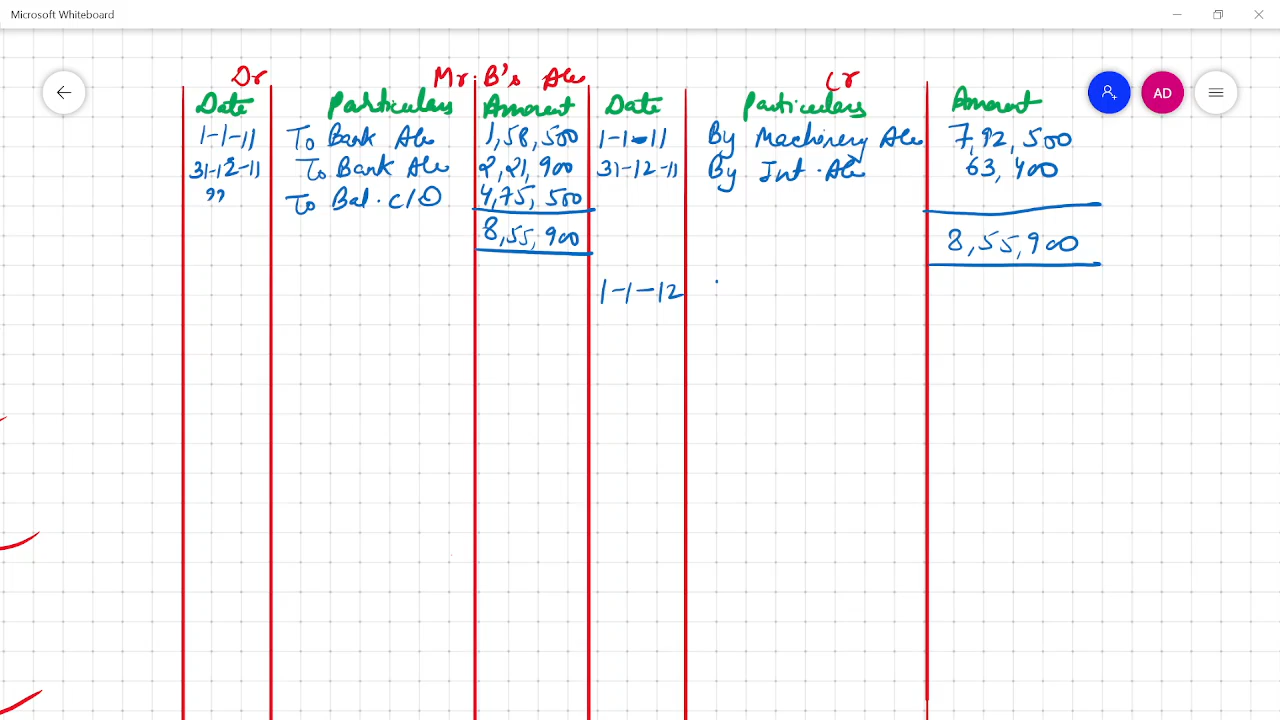 Microsoft Whiteboard
Dr Mr. B's A/c Cr
Date Particulars Amount Date Particulars Amount
1-1-11 To Bank A/c 1,58,500 1-1-11 By Machinery A/c 7,92,500
31-12-11 To Bank A/c 2,21,900 31-12-11 By Int. A/c 63,400
" To Bal. c/d 4,75,500
8,55,900 8,55,900
1-1-12
AD